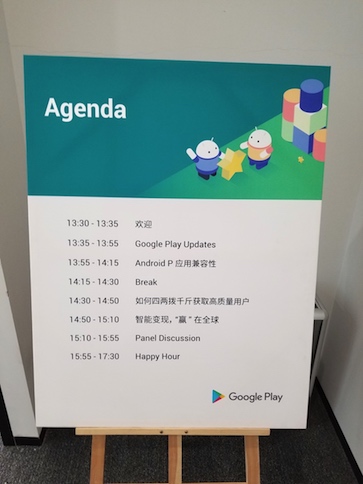 Agenda
13:30 - 13:35 欢迎
13:35 - 13:55 Google Play Updates
13:55 - 14:15 Android P 应用兼容性
14:15 - 14:30 Break
14:30 - 14:50 如何四两拨千斤获取高质量用户
14:50 - 15:10 智能变现，“赢”在全球
15:10 - 15:55 Panel Discussion
15:55 - 17:30 Happy Hour
Google Play